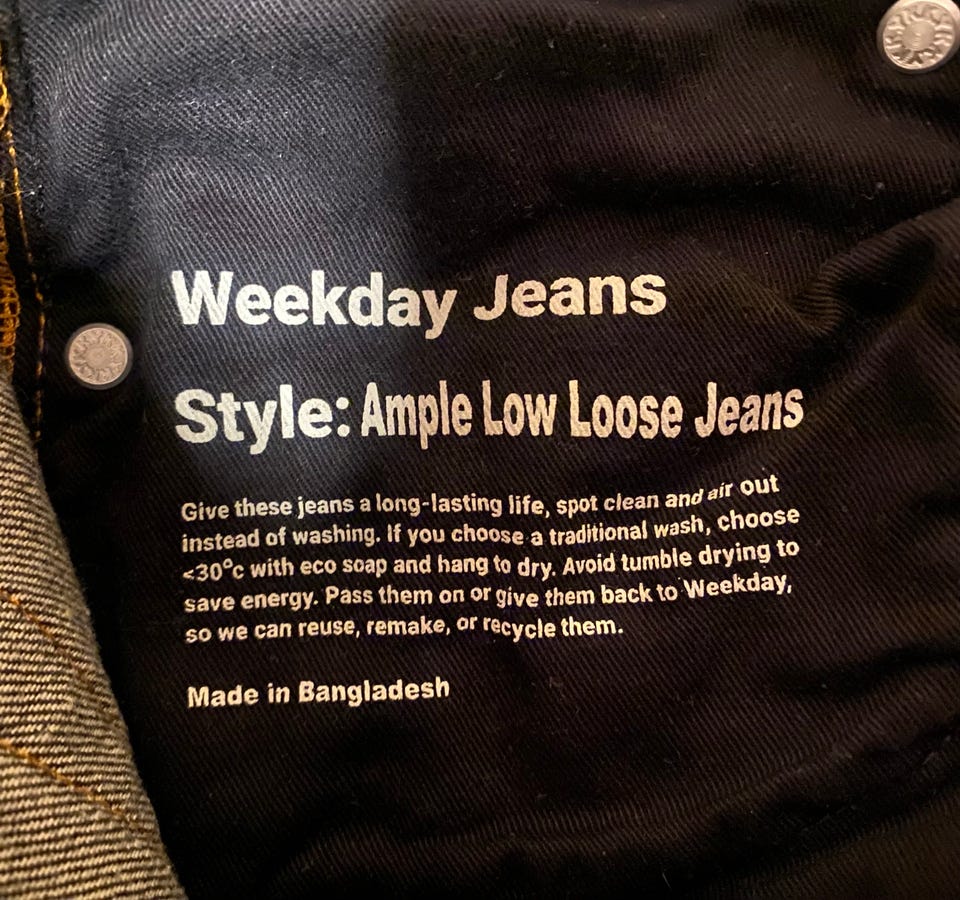 Weekday Jeans
Style: Ample Low Loose Jeans
Give these jeans a long-lasting life, spot clean and air out
instead of washing. If you choose a traditional wash, choose
<30°c with eco soap and hang to dry. Avoid tumble drying to
save energy. Pass them on or give them back to Weekday,
so we can reuse, remake, or recycle them.
Made in Bangladesh